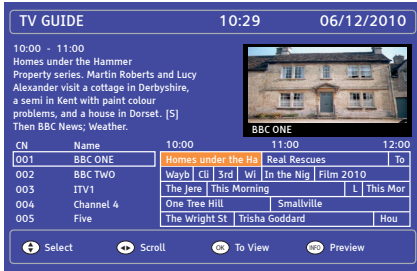 TV GUIDE 10:29 06/12/2010
10:00 - 11:00
Homes under the Hammer
Property series. Martin Roberts and Lucy
Alexander visit a cottage in Derbyshire,
a semi in Kent with paint colour
problems, and a house in Dorset. [S]
Then BBC News; Weather.
BBC ONE
CN Name 10:00 11:00 12:00
001 BBC ONE Homes under the Ha Real Rescues To
002 BBC TWO Wayb Cli 3rd Wi In the Nig Film 2010
003 ITV1 The Jere This Morning L This Mor
004 Channel 4 One Tree Hill Smallville
005 Five The Wright St Trisha Goddard Hou
Select Scroll OK To View INFO Preview